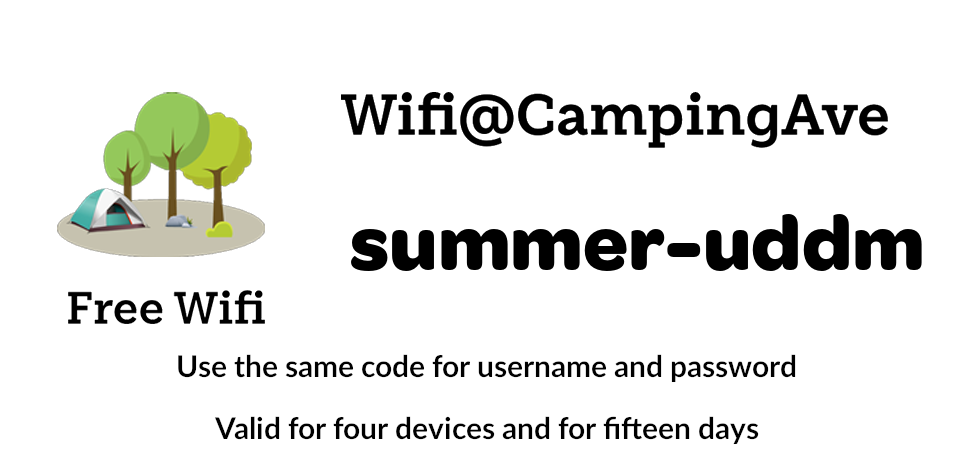 Wifi@CampingAve
summer-uddm
Free Wifi
Use the same code for username and password
Valid for four devices and for fifteen days